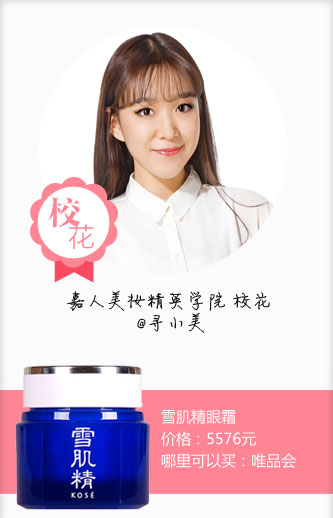 校花
嘉人美妆精英学院 校花
@寻小美
雪肌精眼霜
价格：5576元
哪里可以买：唯品会
雪肌精
KOSÉ